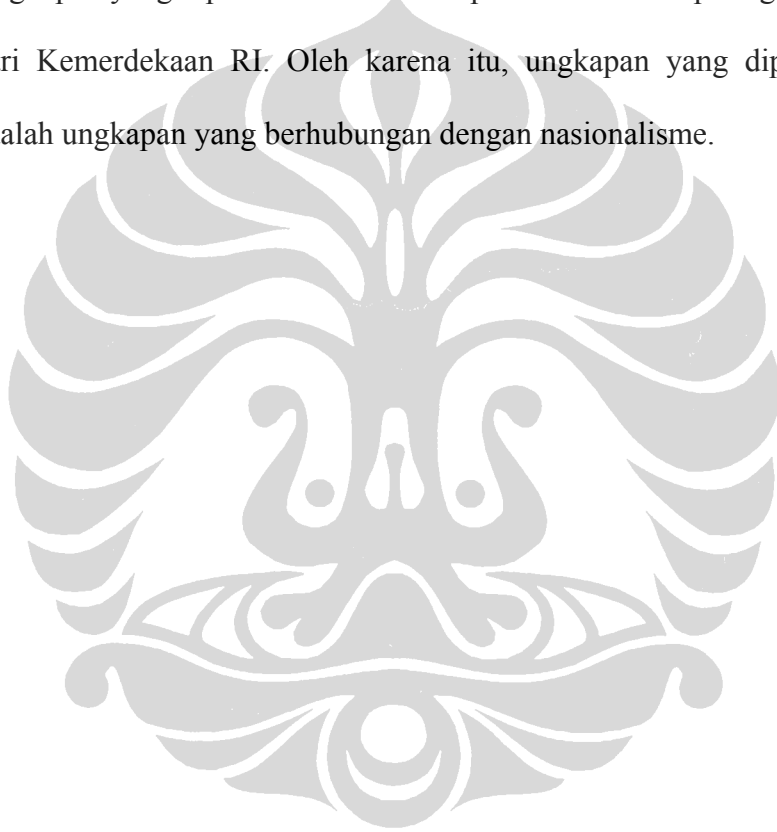 ri Kemerdekaan RI. Oleh karena itu, ungkapan yang dip
alah ungkapan yang berhubungan dengan nasionalisme.